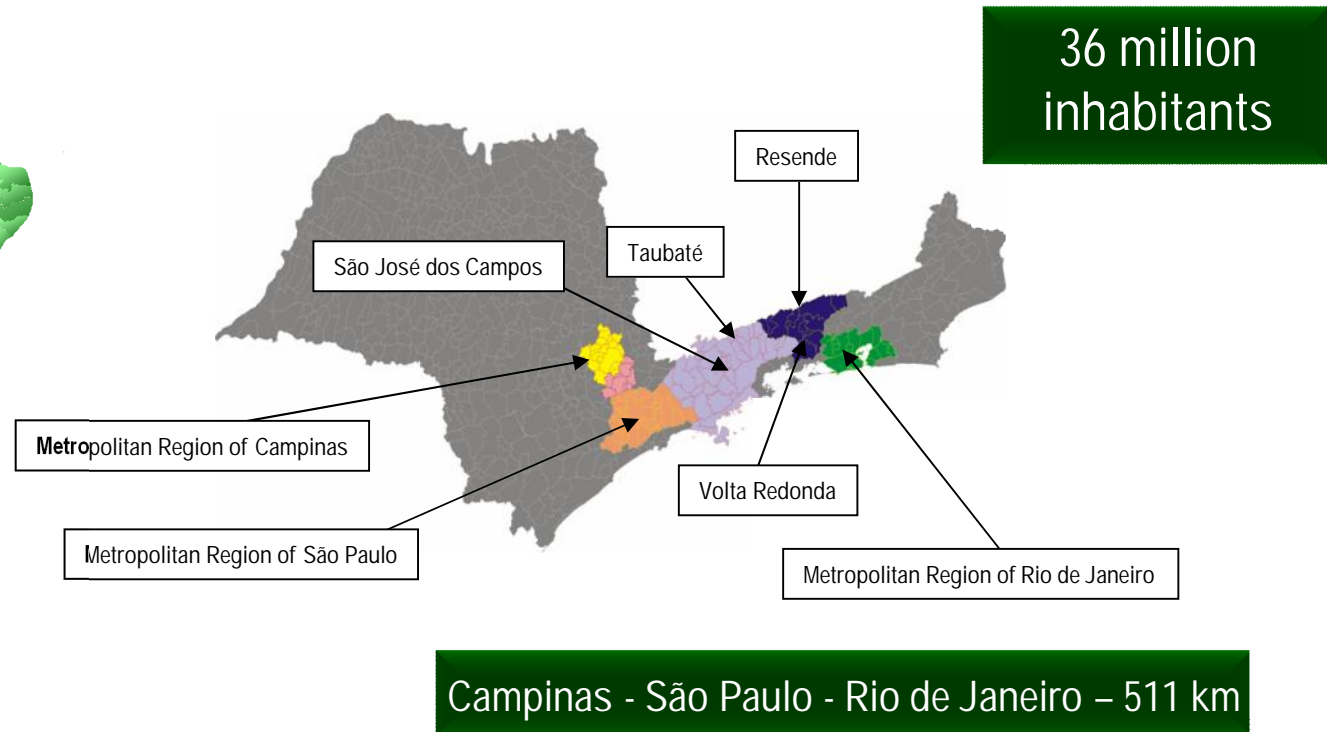 36 million
inhabitants
Resende
Taubaté
São José dos Campos
Metropolitan Region of Campinas
Volta Redonda
Metropolitan Region of São Paulo
Metropolitan Region of Rio de Janeiro
Campinas - São Paulo - Rio de Janeiro – 511 km